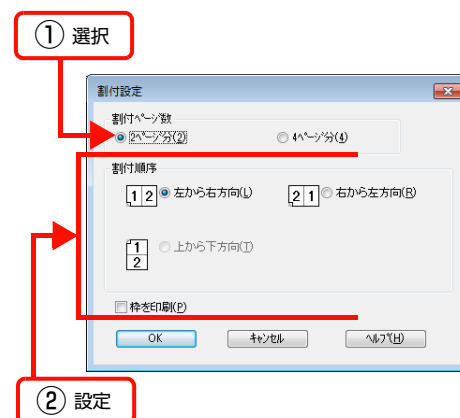 ① 選択
割付設定
割付ページ数
2ページ分(2) 4ページ分(4)
割付順序
1 2 左から右方向(L) 2 1 右から左方向(R)
1 上から下方向(T)
2
枠を印刷(P)
OK キャンセル ヘルプ(H)
② 設定